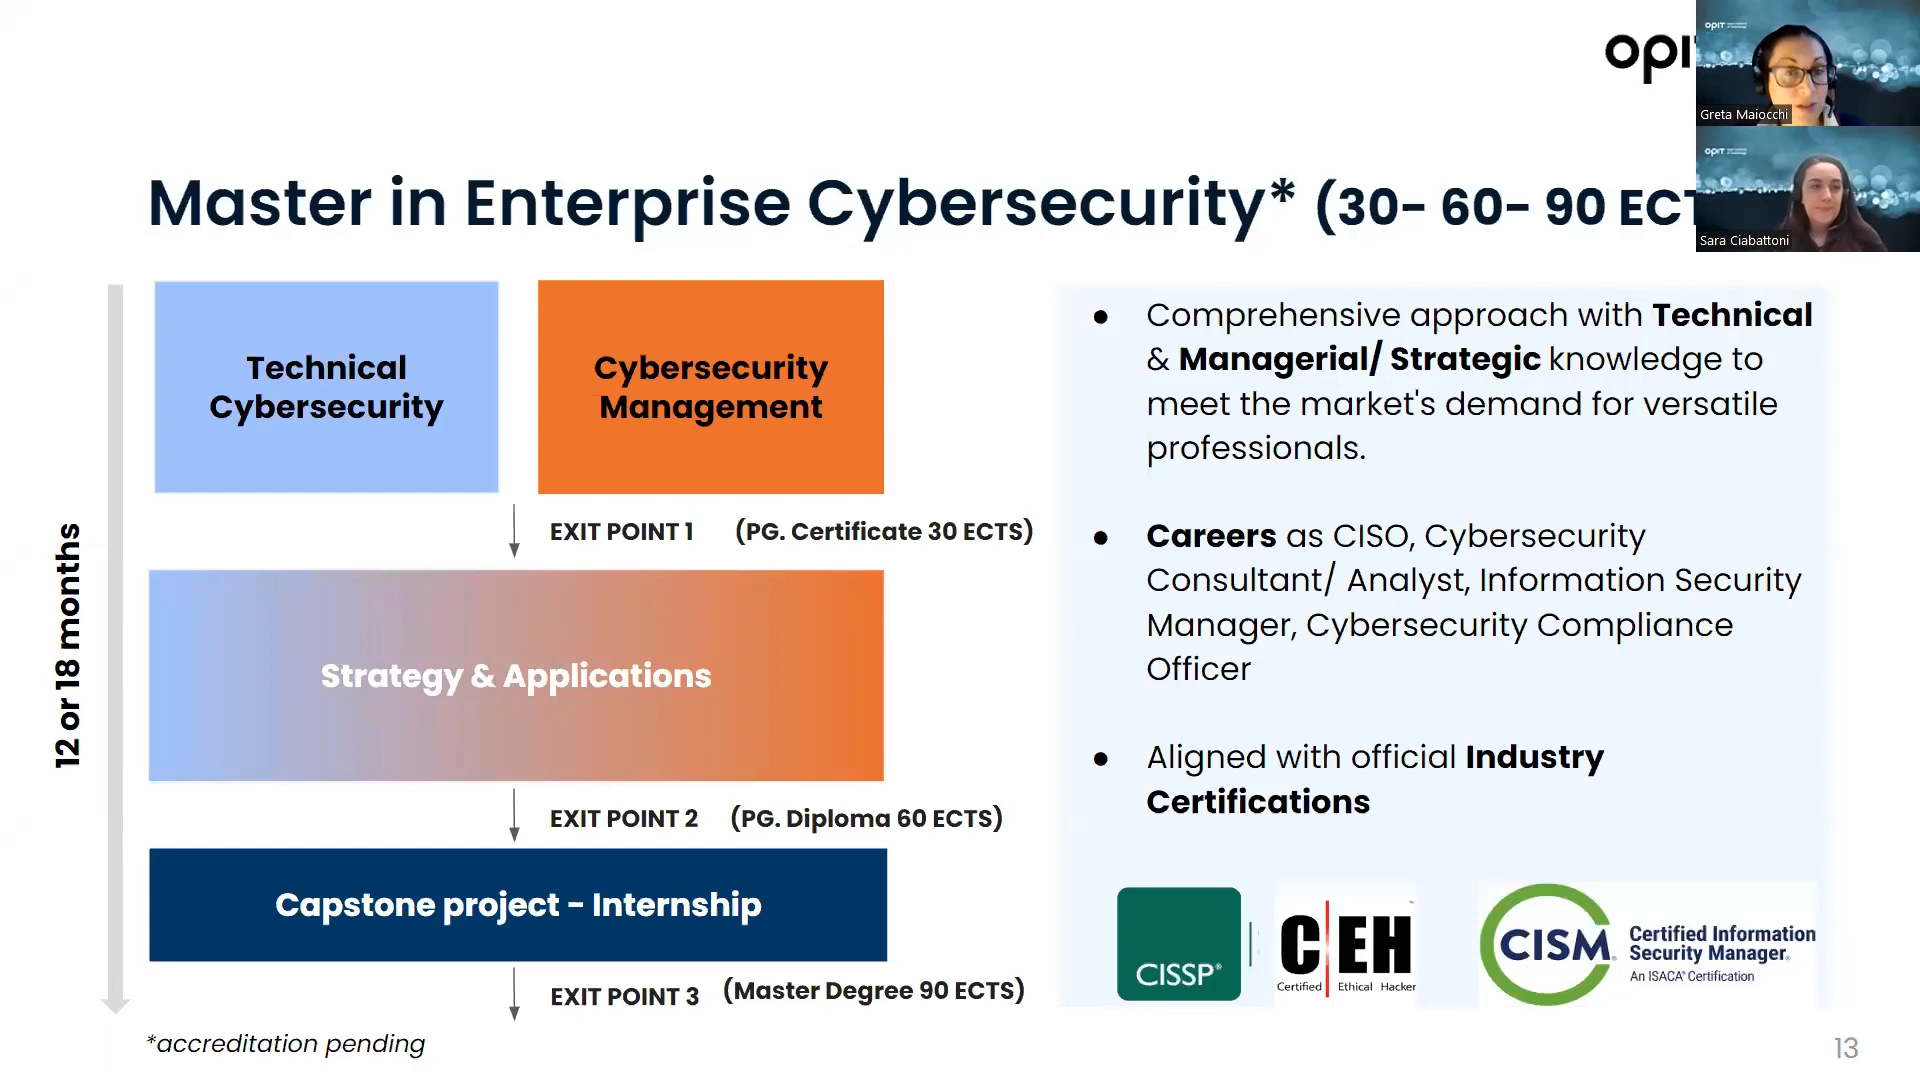 opi
Greta Maiocchi
Sara Ciabattoni
Master in Enterprise Cybersecurity* (30- 60- 90 ECT
Technical
Cybersecurity
Cybersecurity
Management
EXIT POINT 1 (PG. Certificate 30 ECTS)
Strategy & Applications
EXIT POINT 2 (PG. Diploma 60 ECTS)
Capstone project - Internship
EXIT POINT 3 (Master Degree 90 ECTS)
12 or 18 months
*accreditation pending
● Comprehensive approach with Technical
& Managerial/ Strategic knowledge to
meet the market's demand for versatile
professionals.
● Careers as CISO, Cybersecurity
Consultant/ Analyst, Information Security
Manager, Cybersecurity Compliance
Officer
● Aligned with official Industry
Certifications
CISSP®
C|EH
Certified Ethical Hacker
CISM®
Certified Information
Security Manager®
An ISACA® Certification
13